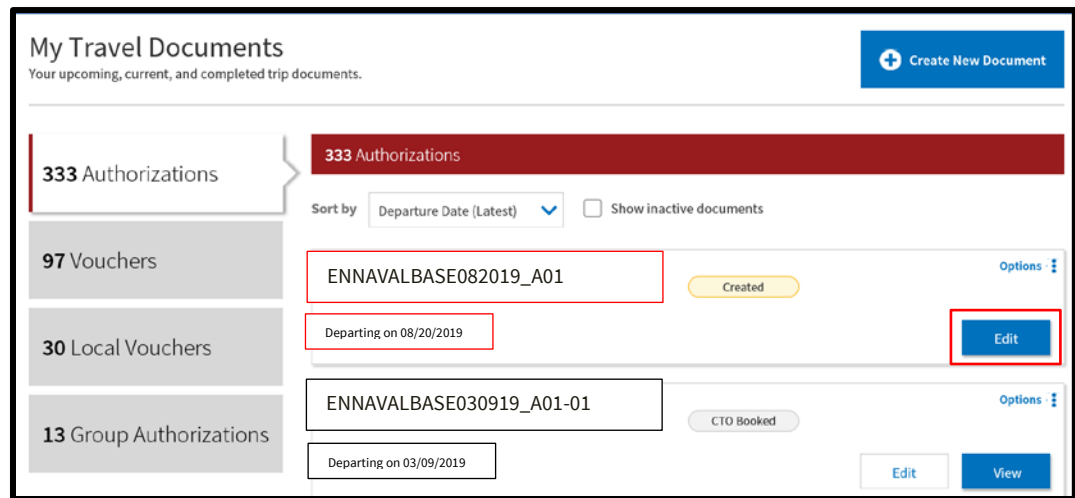 My Travel Documents
Your upcoming, current, and completed trip documents.
Create New Document
333 Authorizations
97 Vouchers
30 Local Vouchers
13 Group Authorizations
333 Authorizations
Sort by Departure Date (Latest) Show inactive documents
ENNAVALBASE082019_A01
Created
Options
Departing on 08/20/2019
Edit
ENNAVALBASE030919_A01-01
CTO Booked
Options
Departing on 03/09/2019
Edit
View